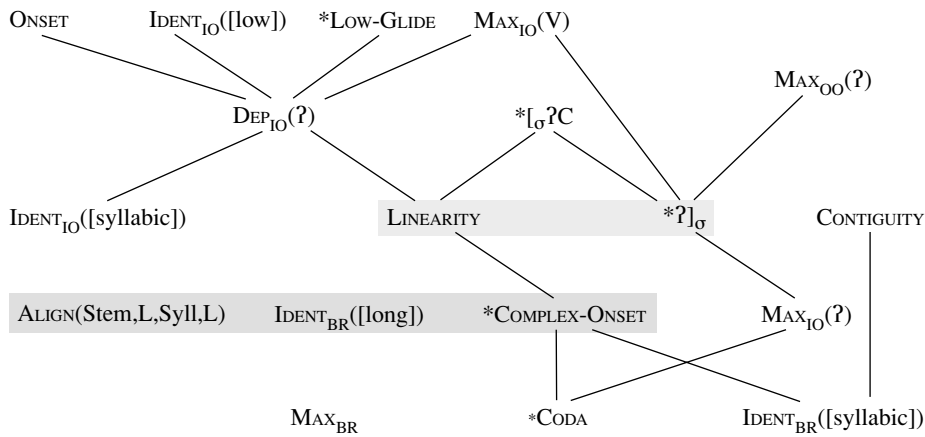 ONSET IDENT_IO([low]) *LOW-GLIDE MAX_IO(V)
MAX_OO(ʔ)
DEP_IO(ʔ) *[_σʔC
IDENT_IO([syllabic]) LINEARITY *ʔ]_σ CONTIGUITY
ALIGN(Stem,L,Syll,L) IDENT_BR([long]) *COMPLEX-ONSET MAX_IO(ʔ)
MAX_BR *CODA IDENT_BR([syllabic])